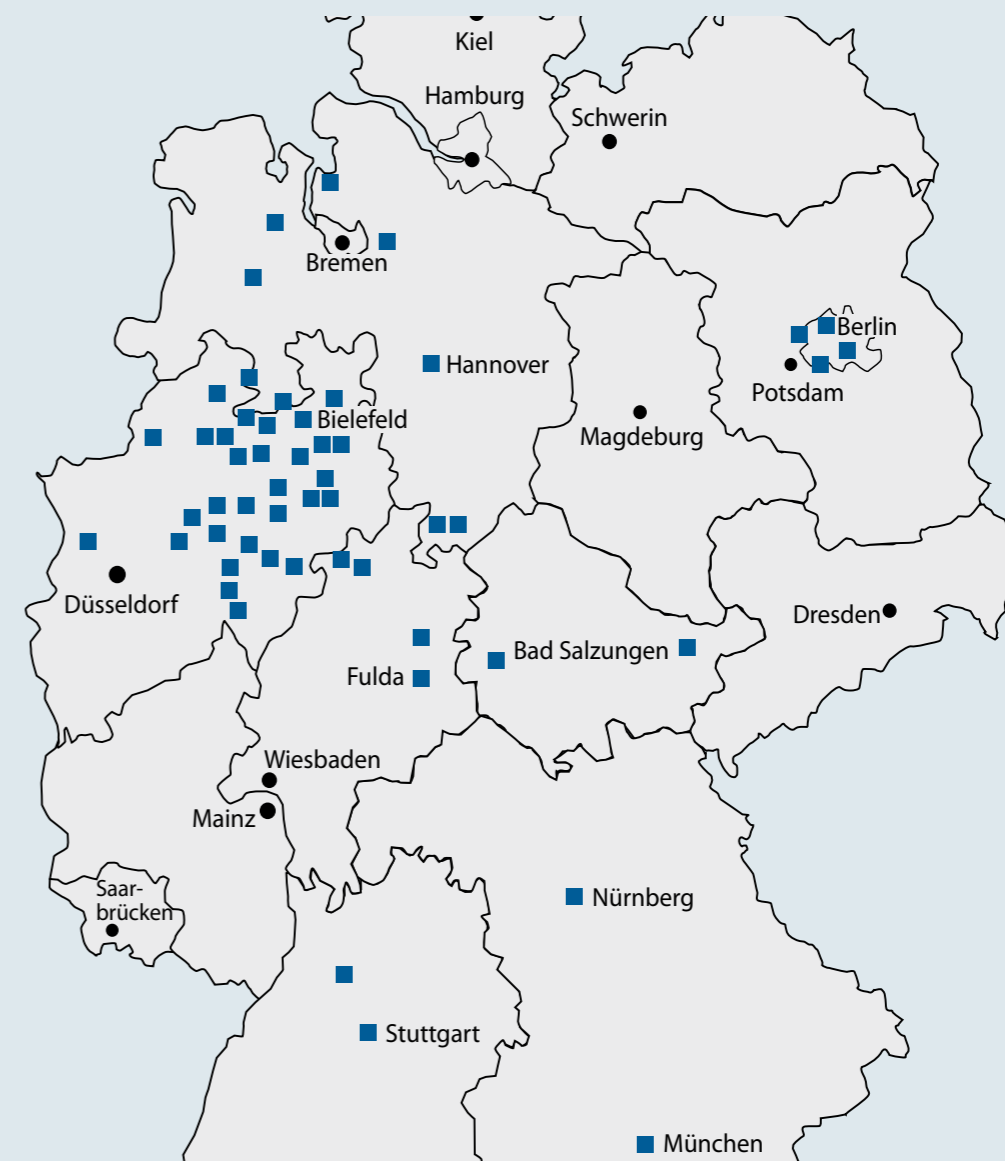 Kiel
Hamburg
Schwerin
Bremen
Berlin
Hannover
Potsdam
Bielefeld
Magdeburg
Düsseldorf
Dresden
Bad Salzungen
Fulda
Wiesbaden
Mainz
Saar-
brücken
Nürnberg
Stuttgart
München